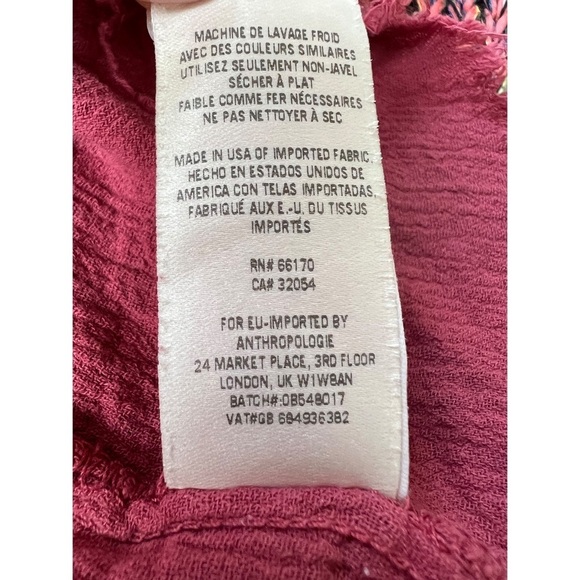 MACHINE DE LAVAGE FROID
AVEC DES COULEURS SIMILAIRES
UTILISEZ SEULEMENT NON-JAVEL
SÉCHER À PLAT
FAIBLE COMME FER NÉCESSAIRES
NE PAS NETTOYER À SEC
MADE IN USA OF IMPORTED FABRIC.
HECHO EN ESTADOS UNIDOS DE
AMERICA CON TELAS IMPORTADAS.
FABRIQUÉ AUX E.-U. DU TISSUS
IMPORTÉS
RN# 66170
CA# 32054
FOR EU-IMPORTED BY
ANTHROPOLOGIE
24 MARKET PLACE, 3RD FLOOR
LONDON, UK W1W8AN
BATCH#:OB548017
VAT#GB 684936382